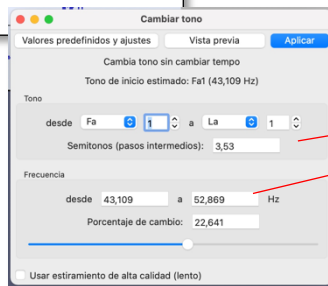 Cambiar tono
Valores predefinidos y ajustes Vista previa Aplicar
Cambia tono sin cambiar tempo
Tono de inicio estimado: Fa1 (43,109 Hz)
Tono
desde Fa 1 a La 1
Semitonos (pasos intermedios): 3,53
Frecuencia
desde 43,109 a 52,869 Hz
Porcentaje de cambio: 22,641
Usar estiramiento de alta calidad (lento)